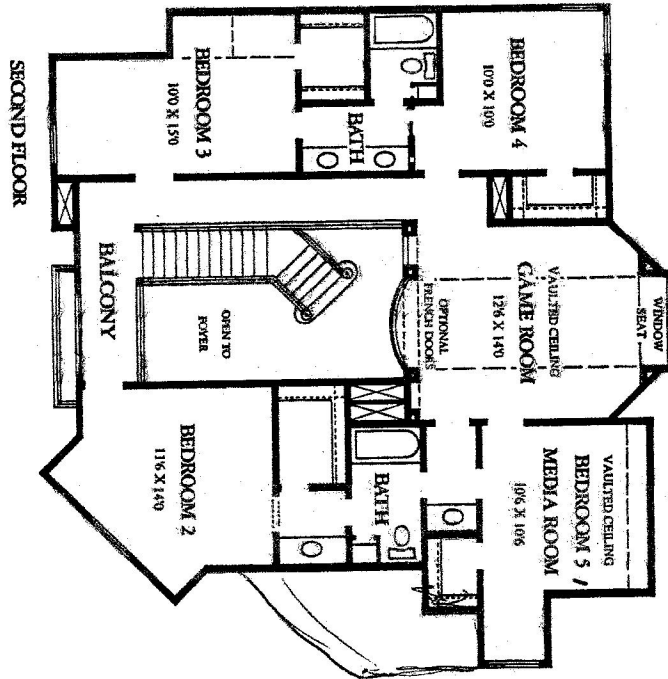 WINDOW
SEAT
VAULTED CEILING
GAME ROOM
12'6 X 14'0
OPTIONAL
FRENCH DOORS
BEDROOM 4
10'0 X 10'0
BATH
BEDROOM 3
10'0 X 15'0
VAULTED CEILING
BEDROOM 5 /
MEDIA ROOM
10'6 X 10'6
BATH
OPEN TO
FOYER
BEDROOM 2
11'6 X 14'0
BALCONY
SECOND FLOOR